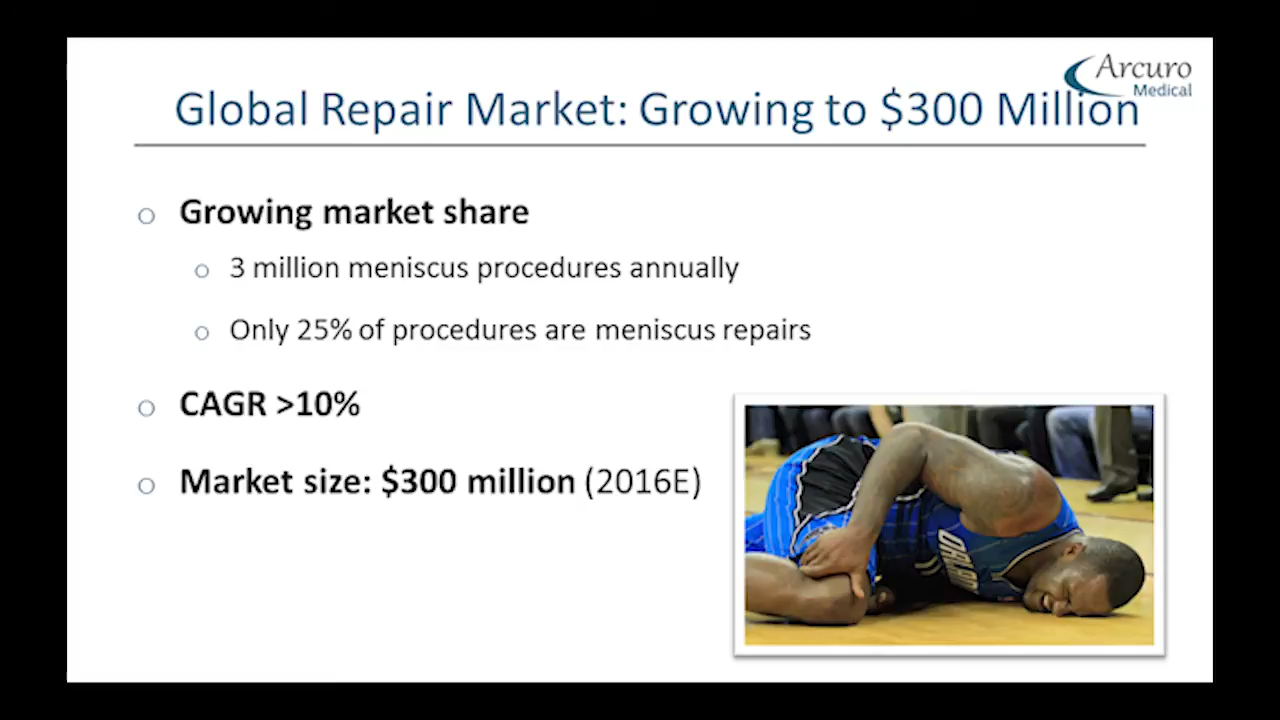 Arcuro
Medical
Global Repair Market: Growing to $300 Million
Growing market share
3 million meniscus procedures annually
Only 25% of procedures are meniscus repairs
CAGR >10%
Market size: $300 million (2016E)